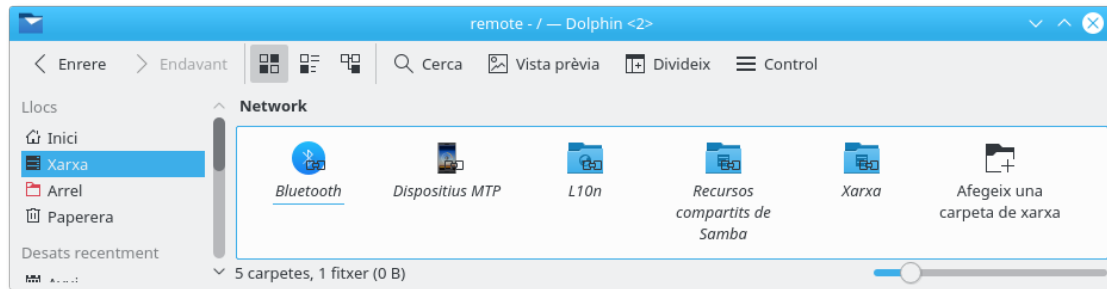 remote - / — Dolphin <2>
Enrere Endavant Cerca Vista prèvia Divideix Control
Llocs
Inici
Xarxa
Arrel
Paperera
Desats recentment
Network
Bluetooth
Dispositius MTP
L10n
Recursos
compartits de
Samba
Xarxa
Afegeix una
carpeta de xarxa
5 carpetes, 1 fitxer (0 B)